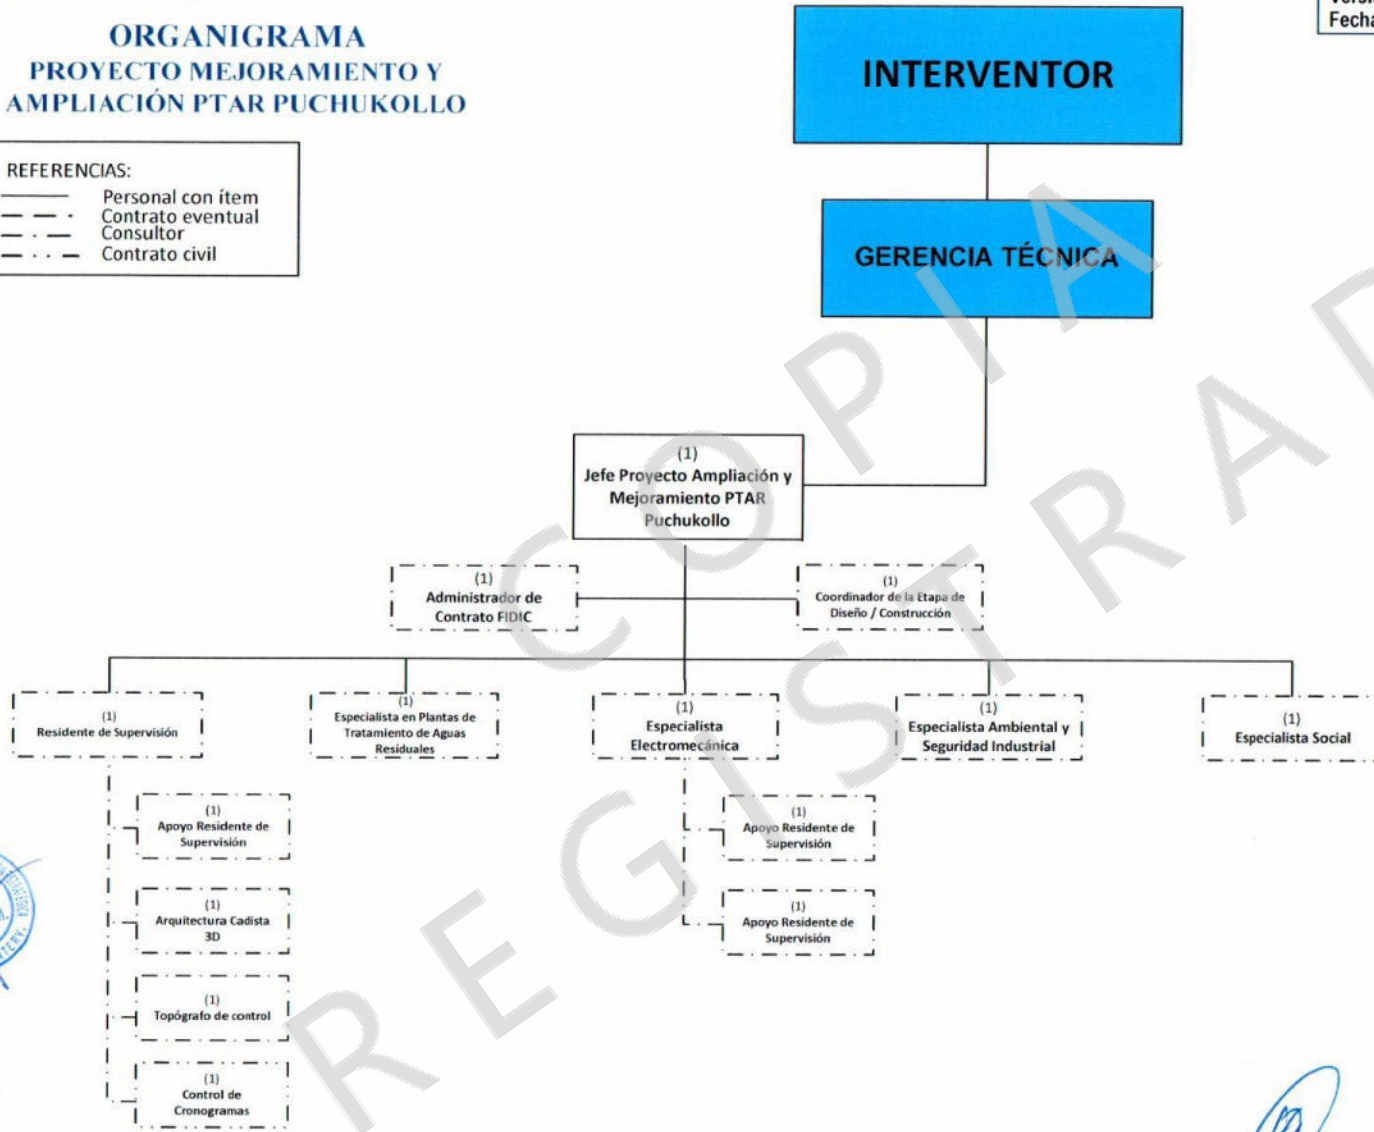 ORGANIGRAMA
PROYECTO MEJORAMIENTO Y
AMPLIACIÓN PTAR PUCHUKOLLO
Fecha
REFERENCIAS:
Personal con ítem
Contrato eventual
Consultor
Contrato civil
INTERVENTOR
GERENCIA TÉCNICA
(1)
Jefe Proyecto Ampliación y
Mejoramiento PTAR
Puchukollo
(1)
Administrador de
Contrato FIDIC
(1)
Coordinador de la Etapa de
Diseño / Construcción
(1)
Residente de Supervisión
(1)
Especialista en Plantas de
Tratamiento de Aguas
Residuales
(1)
Especialista
Electromecánica
(1)
Especialista Ambiental y
Seguridad Industrial
(1)
Especialista Social
(1)
Apoyo Residente de
Supervisión
(1)
Arquitectura Cadista
3D
(1)
Topógrafo de control
(1)
Control de
Cronogramas
(1)
Apoyo Residente de
Supervisión
(1)
Apoyo Residente de
Supervisión
COPIA
REGISTRAD